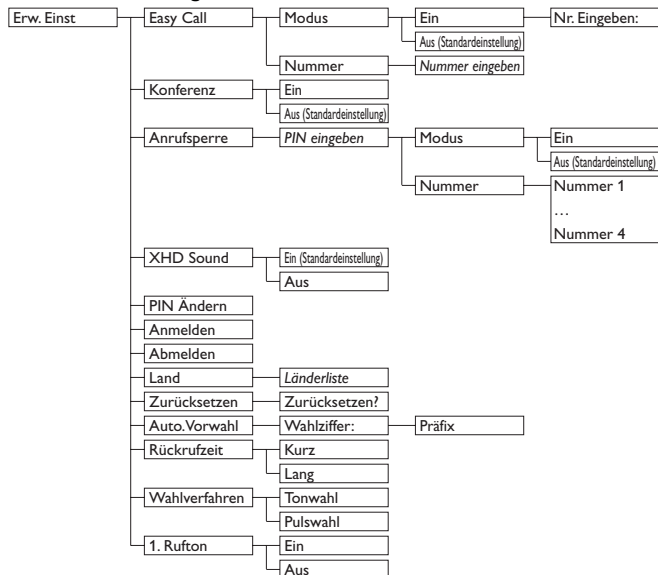 Erw. Einst Easy Call Modus Ein Nr. Eingeben:
Aus (Standardeinstellung)
Nummer Nummer eingeben
Konferenz Ein
Aus (Standardeinstellung)
Anrufsperre PIN eingeben Modus Ein
Aus (Standardeinstellung)
Nummer Nummer 1
…
Nummer 4
XHD Sound Ein (Standardeinstellung)
Aus
PIN Ändern
Anmelden
Abmelden
Land Länderliste
Zurücksetzen Zurücksetzen?
Auto.Vorwahl Wahlziffer: Präfix
Rückrufzeit Kurz
Lang
Wahlverfahren Tonwahl
Pulswahl
1. Rufton Ein
Aus